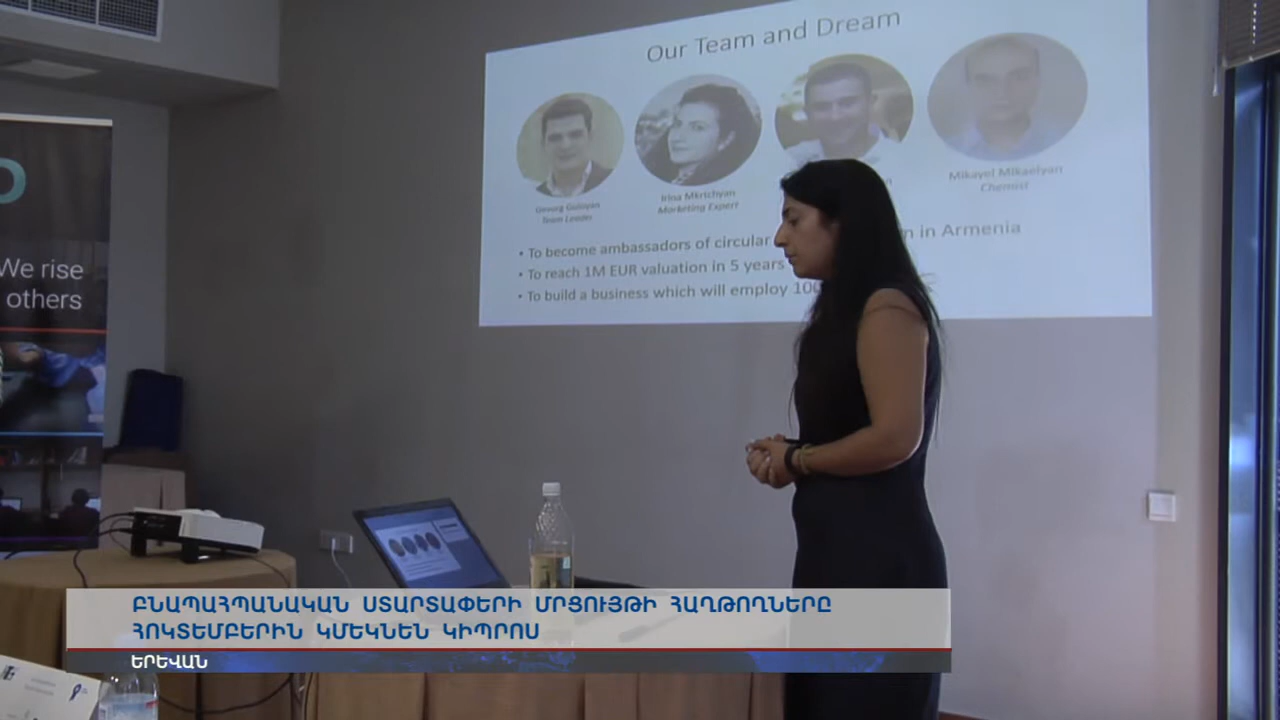 Our Team and Dream
Gevorg Guloyan
Team Leader
Irina Mkrtchyan
Marketing Expert
Mikayel Mikaelyan
Chemist
• To become ambassadors of circular in Armenia
• To reach 1M EUR valuation in 5 years
• To build a business which will employ 100
We rise
others
ԲՆԱՊԱՀՊԱՆԱԿԱՆ ՍՏԱՐՏԱՓԵՐԻ ՄՐՑՈՒՅԹԻ ՀԱՂԹՈՂՆԵՐԸ
ՀՈԿՏԵՄԲԵՐԻՆ ԿՄԵԿՆԵՆ ԿԻՊՐՈՍ
ԵՐԵՎԱՆ